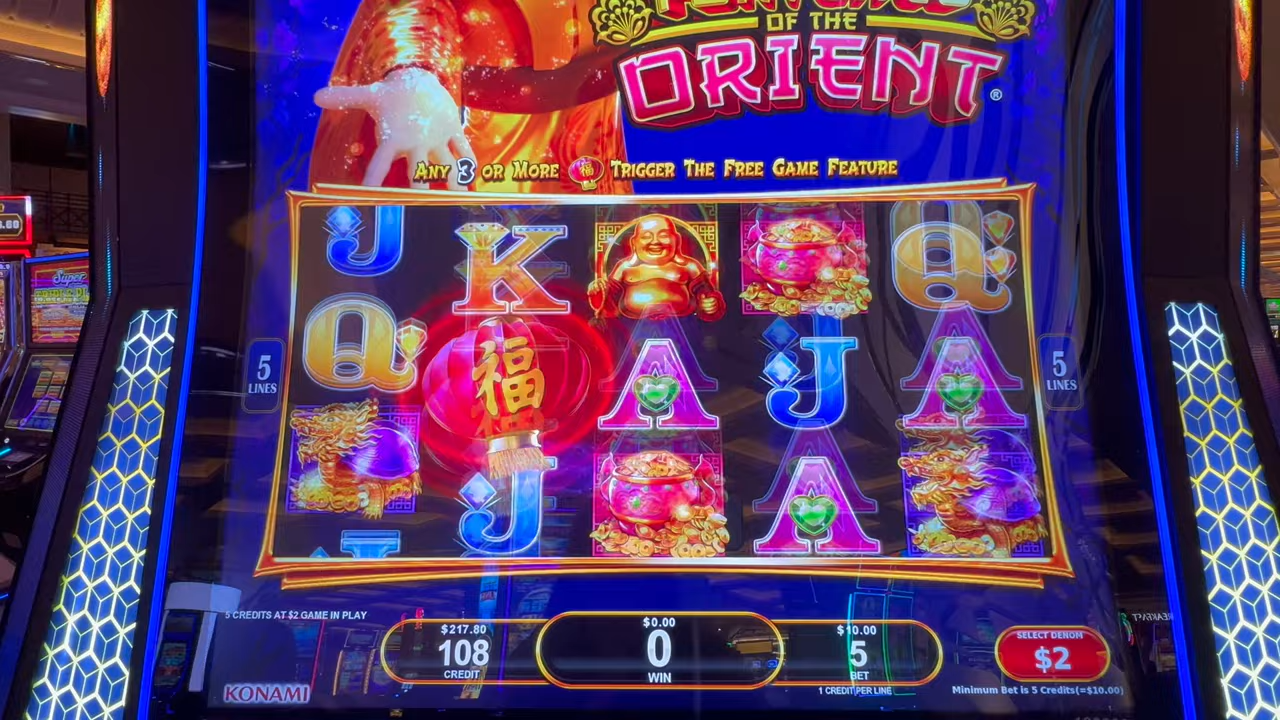 OF THE
ORIENT®
ANY 3 OR MORE 福 TRIGGER THE FREE GAME FEATURE
J K Q
Q 福 A J A
J A
5
LINES
5
LINES
Super
5 CREDITS AT $2 GAME IN PLAY
$217.80
108
CREDIT
$0.00
0
WIN
$10.00
5
BET
1 CREDIT PER LINE
SELECT DENOM
$2
Minimum Bet is 5 Credits(=$10.00)
KONAMI